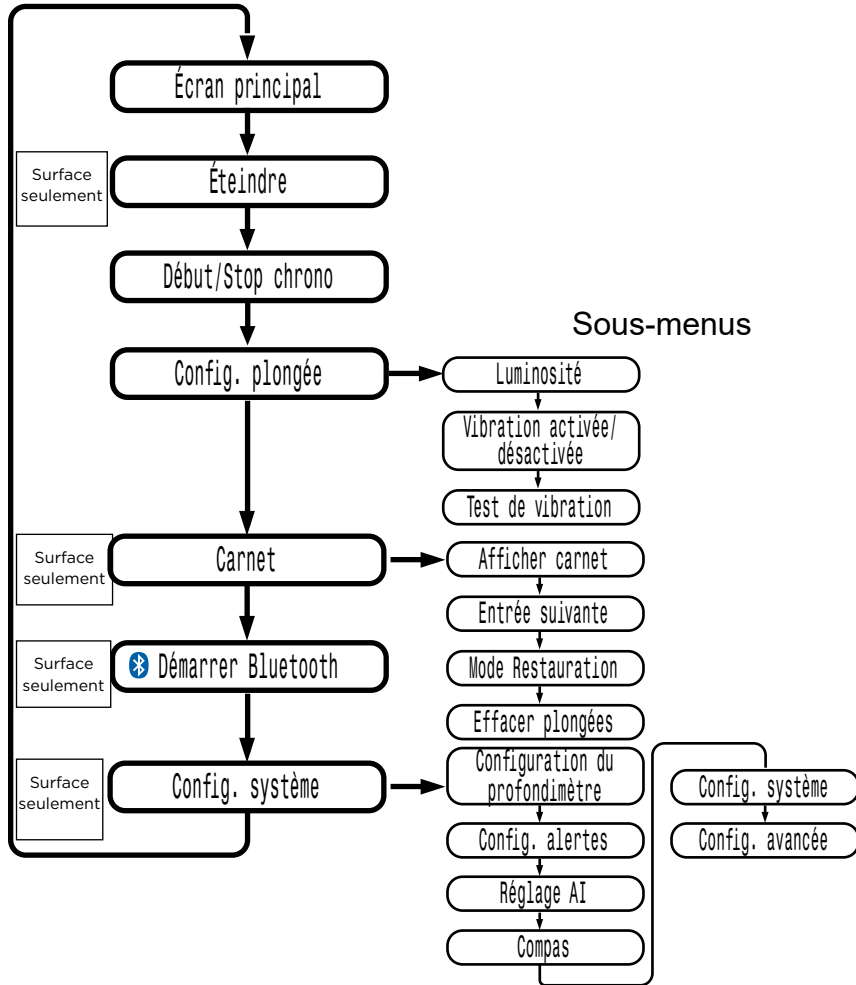 Écran principal
Surface
seulement
Éteindre
Début/Stop chrono
Sous-menus
Config. plongée
Luminosité
Vibration activée/
désactivée
Test de vibration
Surface
seulement
Carnet
Afficher carnet
Entrée suivante
Surface
seulement
Démarrer Bluetooth
Mode Restauration
Effacer plongées
Surface
seulement
Config. système
Configuration du
profondimètre
Config. alertes
Réglage AI
Compas
Config. système
Config. avancée